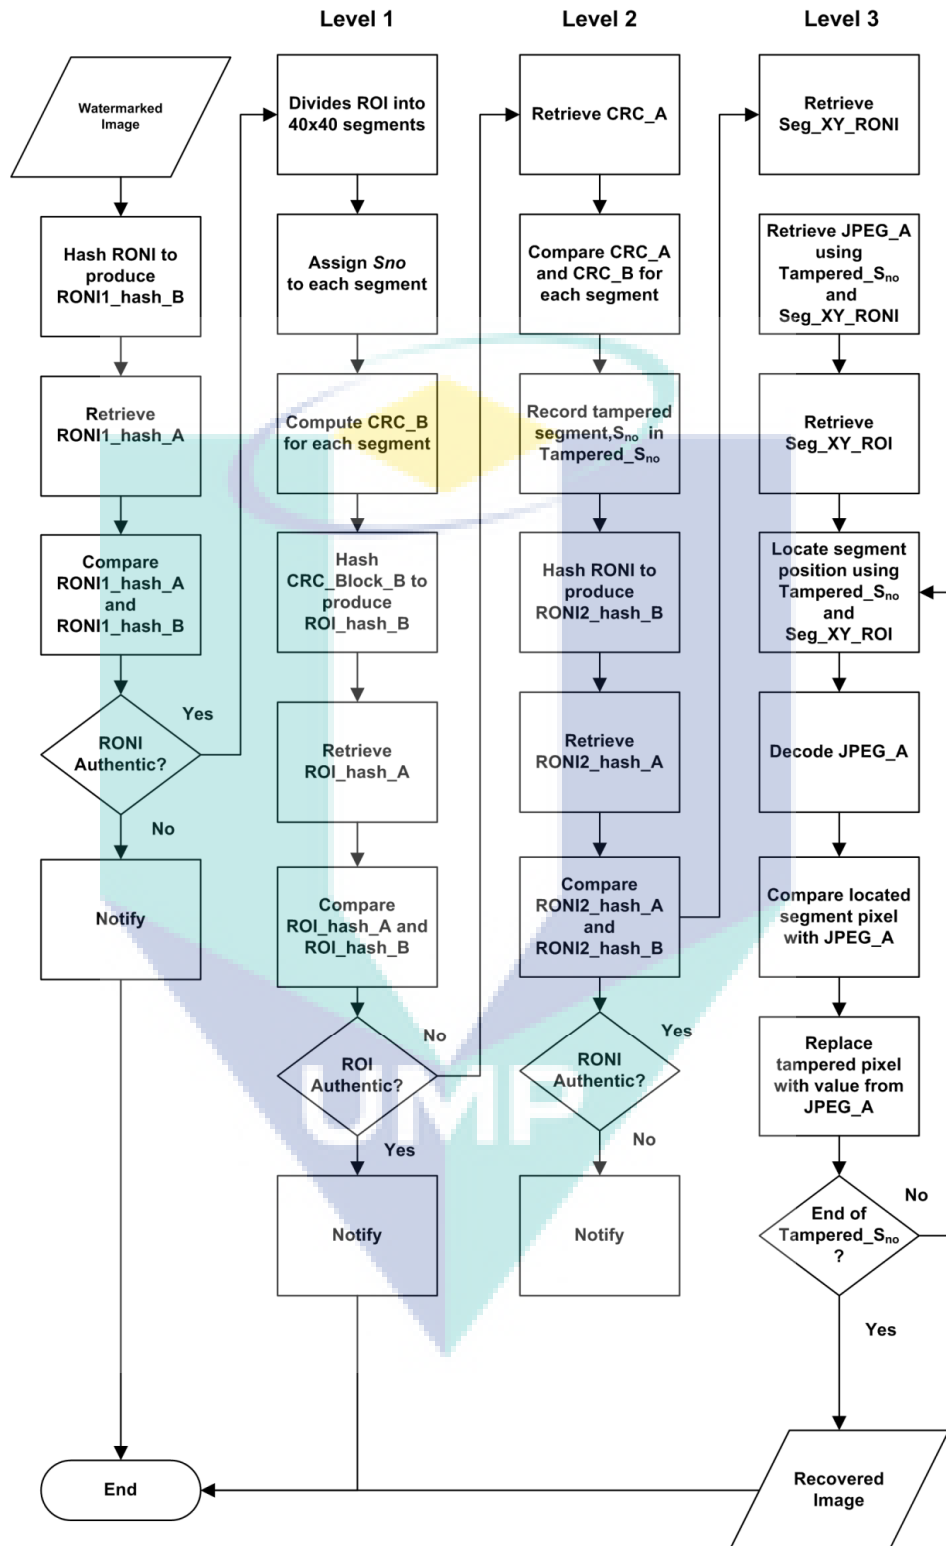 Level 1
Level 2
Level 3
Watermarked
Image
Hash RONI to
produce
RONI1_hash_B
Retrieve
RONI1_hash_A
Compare
RONI1_hash_A
and
RONI1_hash_B
RONI
Authentic?
Yes
No
Notify
End
Divides ROI into
40x40 segments
Assign Sno
to each segment
Compute CRC_B
for each segment
Hash
CRC_Block_B to
produce
ROI_hash_B
Retrieve
ROI_hash_A
Compare
ROI_hash_A and
ROI_hash_B
ROI
Authentic?
No
Yes
Notify
Retrieve CRC_A
Compare CRC_A
and CRC_B for
each segment
Record tampered
segment,Sno in
Tampered_Sno
Hash RONI to
produce
RONI2_hash_B
Retrieve
RONI2_hash_A
Compare
RONI2_hash_A
and
RONI2_hash_B
RONI
Authentic?
Yes
No
Notify
Retrieve
Seg_XY_RONI
Retrieve JPEG_A
using
Tampered_Sno
and
Seg_XY_RONI
Retrieve
Seg_XY_ROI
Locate segment
position using
Tampered_Sno
and
Seg_XY_ROI
Decode JPEG_A
Compare located
segment pixel
with JPEG_A
Replace
tampered pixel
with value from
JPEG_A
End of
Tampered_Sno
?
No
Yes
Recovered
Image
UMP